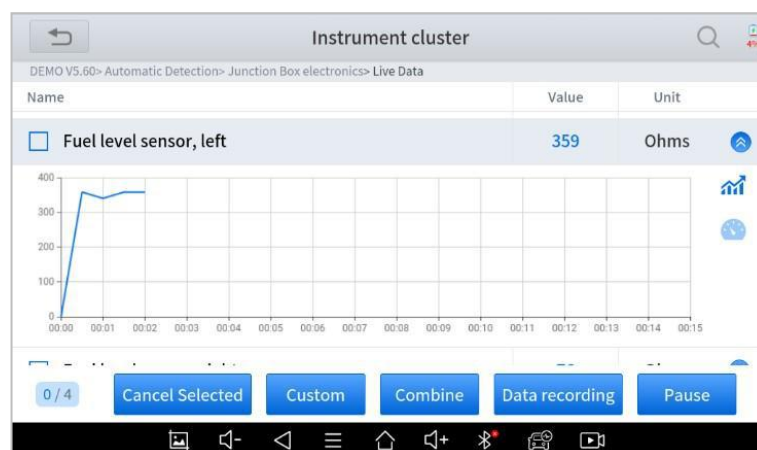 Instrument cluster
4%
DEMO V5.60> Automatic Detection> Junction Box electronics> Live Data
Name Value Unit
Fuel level sensor, left 359 Ohms
400
300
200
100
0
00:00 00:01 00:02 00:03 00:04 00:05 00:06 00:07 00:08 00:09 00:10 00:11 00:12 00:13 00:14 00:15
0 / 4 Cancel Selected Custom Combine Data recording Pause